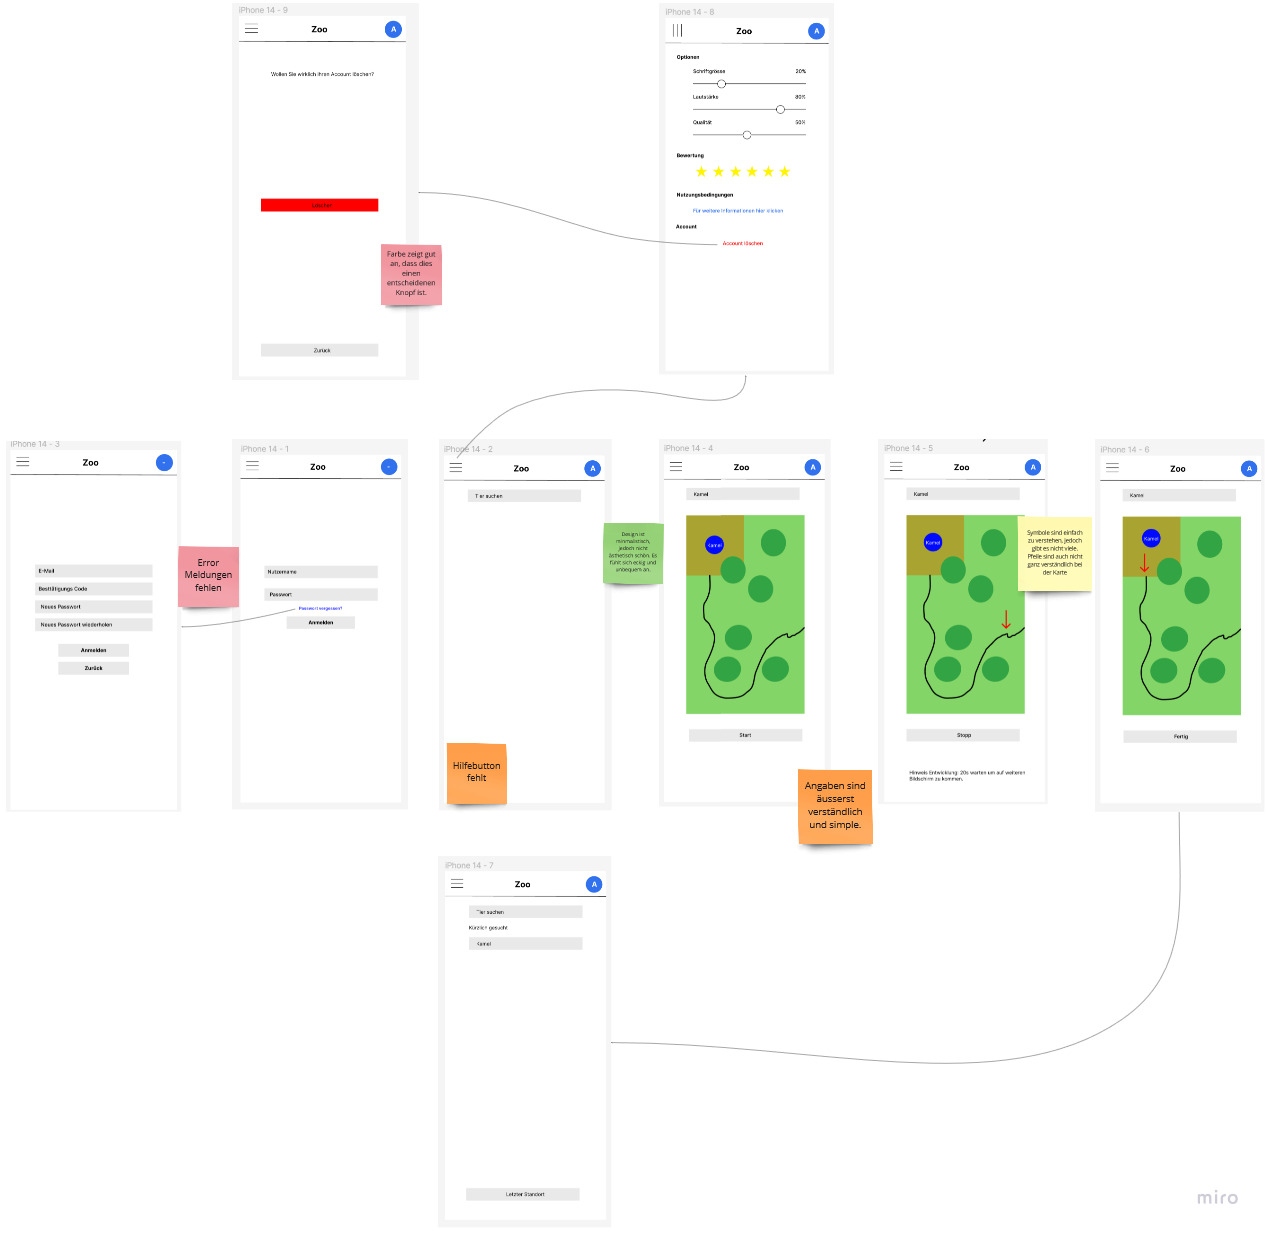 iPhone 14 - 9
Zoo
A
Wollen Sie wirklich Ihren Account löschen?
Löschen
Farbe zeigt gut
an, dass dies
einen
entscheidenen
Knopf ist.
Zurück
iPhone 14 - 8
Zoo
A
Optionen
Schriftgrösse 20%
Lautstärke 80%
Qualität 50%
Bewertung
Nutzungsbedingungen
Für weitere Informationen hier klicken
Account
Account löschen
iPhone 14 - 3
Zoo
-
E-Mail
Bestätigungs Code
Neues Passwort
Neues Passwort wiederholen
Anmelden
Zurück
Error
Meldungen
fehlen
iPhone 14 - 1
Zoo
-
Nutzername
Passwort
Passwort vergessen?
Anmelden
iPhone 14 - 2
Zoo
A
Tier suchen
Hilfebutton
fehlt
Design ist
minmalistisch,
jedoch nicht
ästhetisch schön. Es
fühlt sich eckig und
unbequem an.
iPhone 14 - 4
Zoo
A
Kamel
Kamel
Start
Angaben sind
äusserst
verständlich
und simple.
iPhone 14 - 5
Zoo
A
Kamel
Kamel
Stopp
Hinweis Entwicklung: 20s warten um auf weiteren
Bildschirm zu kommen.
Symbole sind einfach
zu verstehen, jedoch
gibt es nicht viele.
Pfeile sind auch nicht
ganz verständlich bei
der Karte
iPhone 14 - 6
Zoo
A
Kamel
Kamel
Fertig
iPhone 14 - 7
Zoo
A
Tier suchen
Kürzlich gesucht
Kamel
Letzter Standort
miro